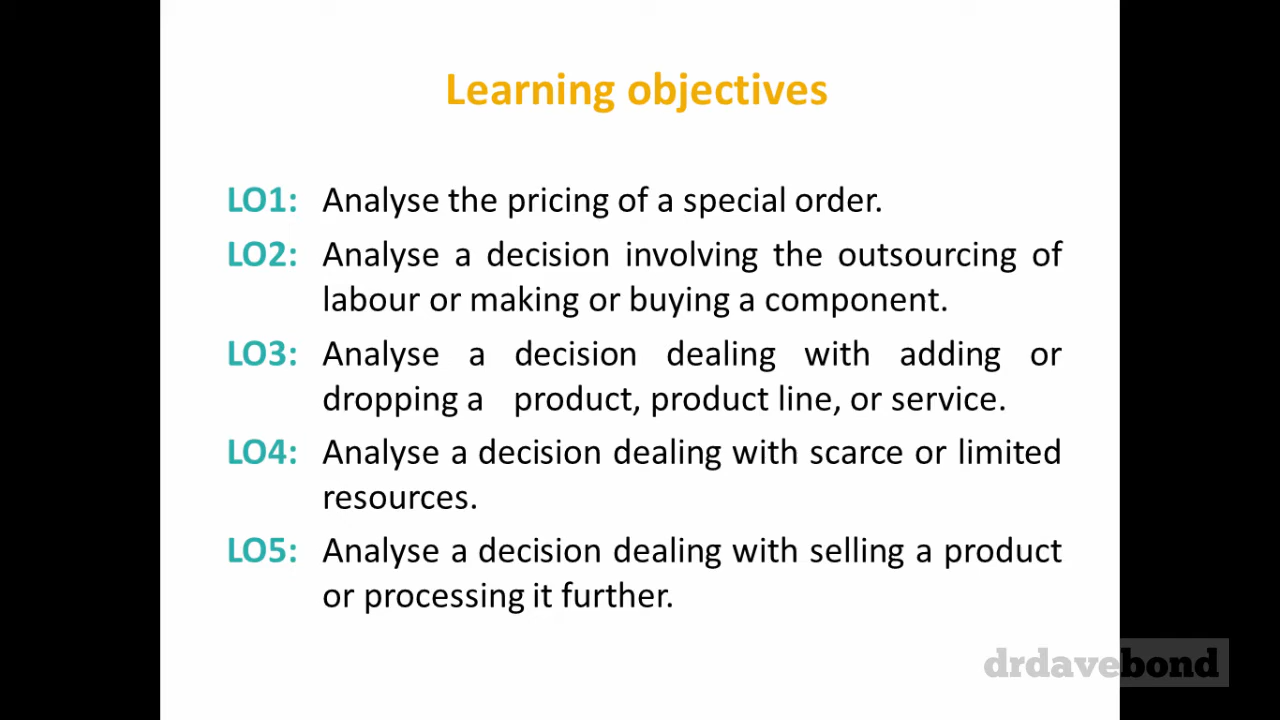 Learning objectives
LO1: Analyse the pricing of a special order.
LO2: Analyse a decision involving the outsourcing of
labour or making or buying a component.
LO3: Analyse a decision dealing with adding or
dropping a product, product line, or service.
LO4: Analyse a decision dealing with scarce or limited
resources.
LO5: Analyse a decision dealing with selling a product
or processing it further.
drdavebond